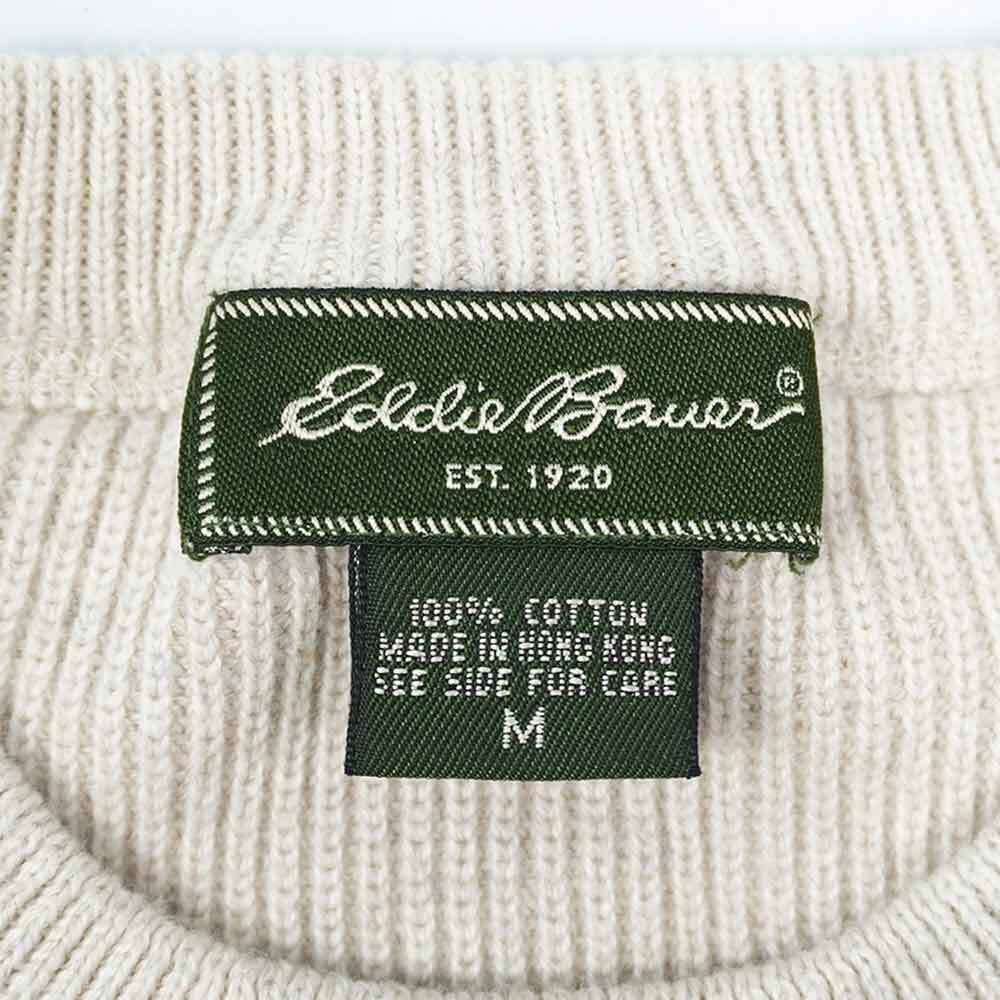 Eddie Bauer®
EST. 1920
100% COTTON
MADE IN HONG KONG
SEE SIDE FOR CARE
M